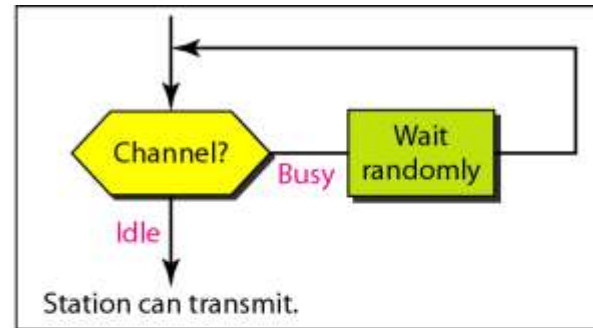 Channel?
Busy
Wait
randomly
Idle
Station can transmit.